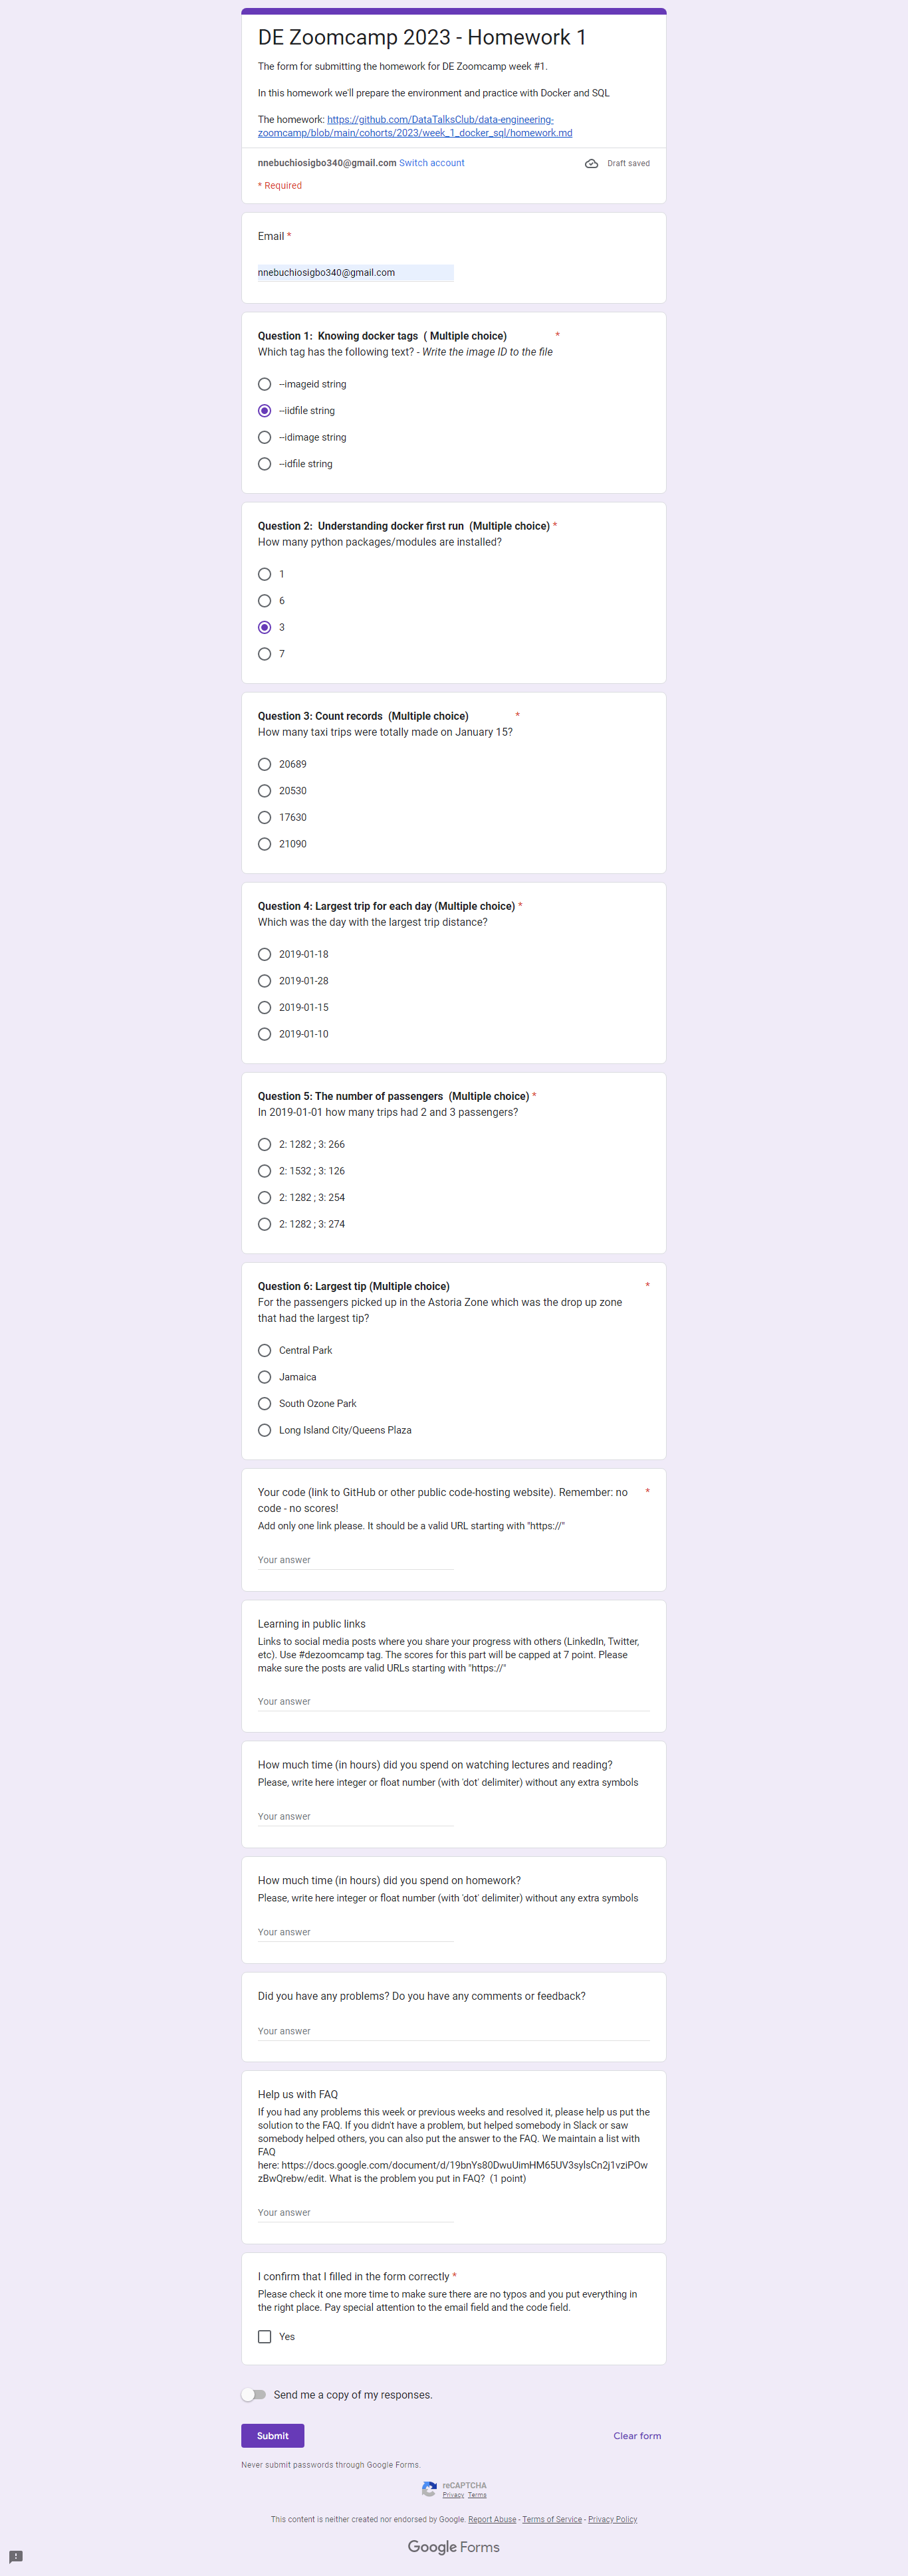 DE Zoomcamp 2023 - Homework 1
The form for submitting the homework for DE Zoomcamp week #1.
In this homework we'll prepare the environment and practice with Docker and SQL
The homework: https://github.com/DataTalksClub/data-engineering-
zoomcamp/blob/main/cohorts/2023/week_1_docker_sql/homework.md
nnebuchiosigbo340@gmail.com Switch account
Draft saved
* Required
Email *
nnebuchiosigbo340@gmail.com
Question 1:  Knowing docker tags  ( Multiple choice) *
Which tag has the following text? - Write the image ID to the file
--imageid string
--iidfile string
--idimage string
--idfile string
Question 2:  Understanding docker first run  (Multiple choice) *
How many python packages/modules are installed?
1
6
3
7
Question 3: Count records  (Multiple choice) *
How many taxi trips were totally made on January 15?
20689
20530
17630
21090
Question 4: Largest trip for each day (Multiple choice) *
Which was the day with the largest trip distance?
2019-01-18
2019-01-28
2019-01-15
2019-01-10
Question 5: The number of passengers  (Multiple choice) *
In 2019-01-01 how many trips had 2 and 3 passengers?
2: 1282 ; 3: 266
2: 1532 ; 3: 126
2: 1282 ; 3: 254
2: 1282 ; 3: 274
Question 6: Largest tip (Multiple choice) *
For the passengers picked up in the Astoria Zone which was the drop up zone
that had the largest tip?
Central Park
Jamaica
South Ozone Park
Long Island City/Queens Plaza
Your code (link to GitHub or other public code-hosting website). Remember: no *
code - no scores!
Add only one link please. It should be a valid URL starting with "https://"
Your answer
Learning in public links
Links to social media posts where you share your progress with others (LinkedIn, Twitter,
etc). Use #dezoomcamp tag. The scores for this part will be capped at 7 point. Please
make sure the posts are valid URLs starting with "https://"
Your answer
How much time (in hours) did you spend on watching lectures and reading?
Please, write here integer or float number (with 'dot' delimiter) without any extra symbols
Your answer
How much time (in hours) did you spend on homework?
Please, write here integer or float number (with 'dot' delimiter) without any extra symbols
Your answer
Did you have any problems? Do you have any comments or feedback?
Your answer
Help us with FAQ
If you had any problems this week or previous weeks and resolved it, please help us put the
solution to the FAQ. If you didn't have a problem, but helped somebody in Slack or saw
somebody helped others, you can also put the answer to the FAQ. We maintain a list with
FAQ
here: https://docs.google.com/document/d/19bnYs80DwuUimHM65UV3sylsCn2j1vziPOw
zBwQrebw/edit. What is the problem you put in FAQ?  (1 point)
Your answer
I confirm that I filled in the form correctly *
Please check it one more time to make sure there are no typos and you put everything in
the right place. Pay special attention to the email field and the code field.
Yes
Send me a copy of my responses.
Submit
Clear form
Never submit passwords through Google Forms.
reCAPTCHA
Privacy Terms
This content is neither created nor endorsed by Google. Report Abuse - Terms of Service - Privacy Policy
Google Forms